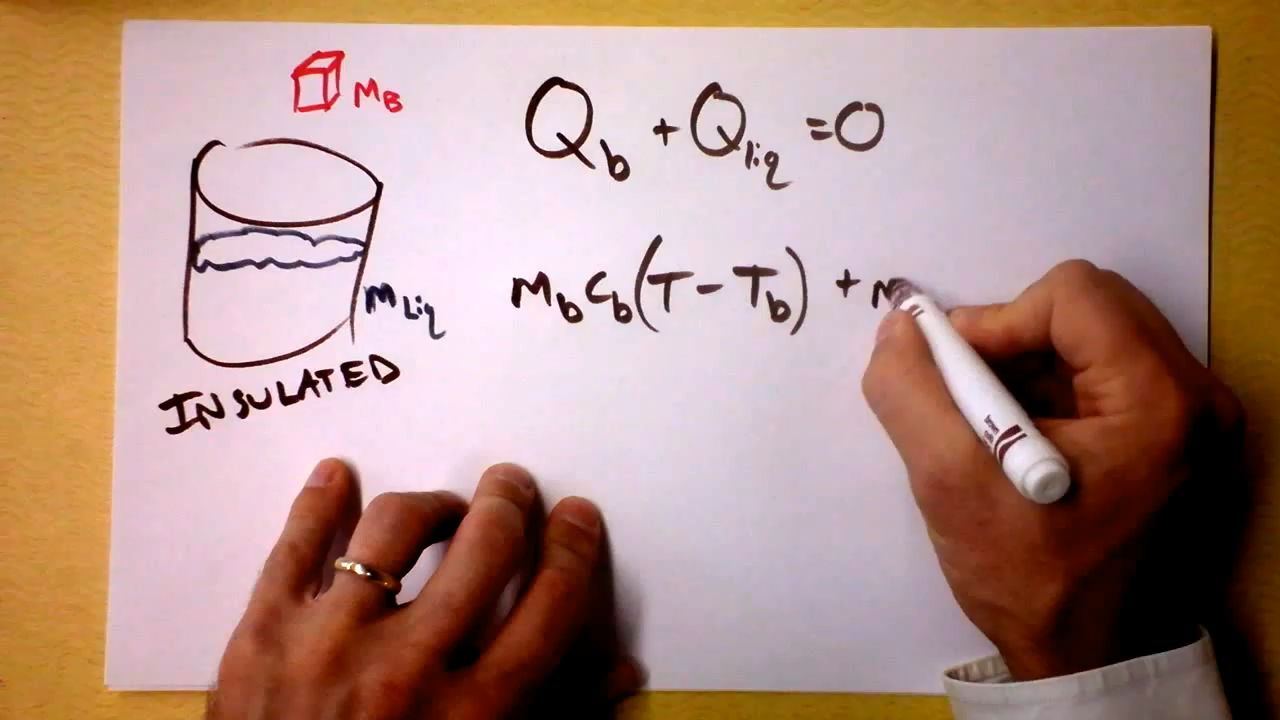 M_B
Q_b + Q_liq = 0
M_b C_b (T - T_b) + M
M_Liq
INSULATED